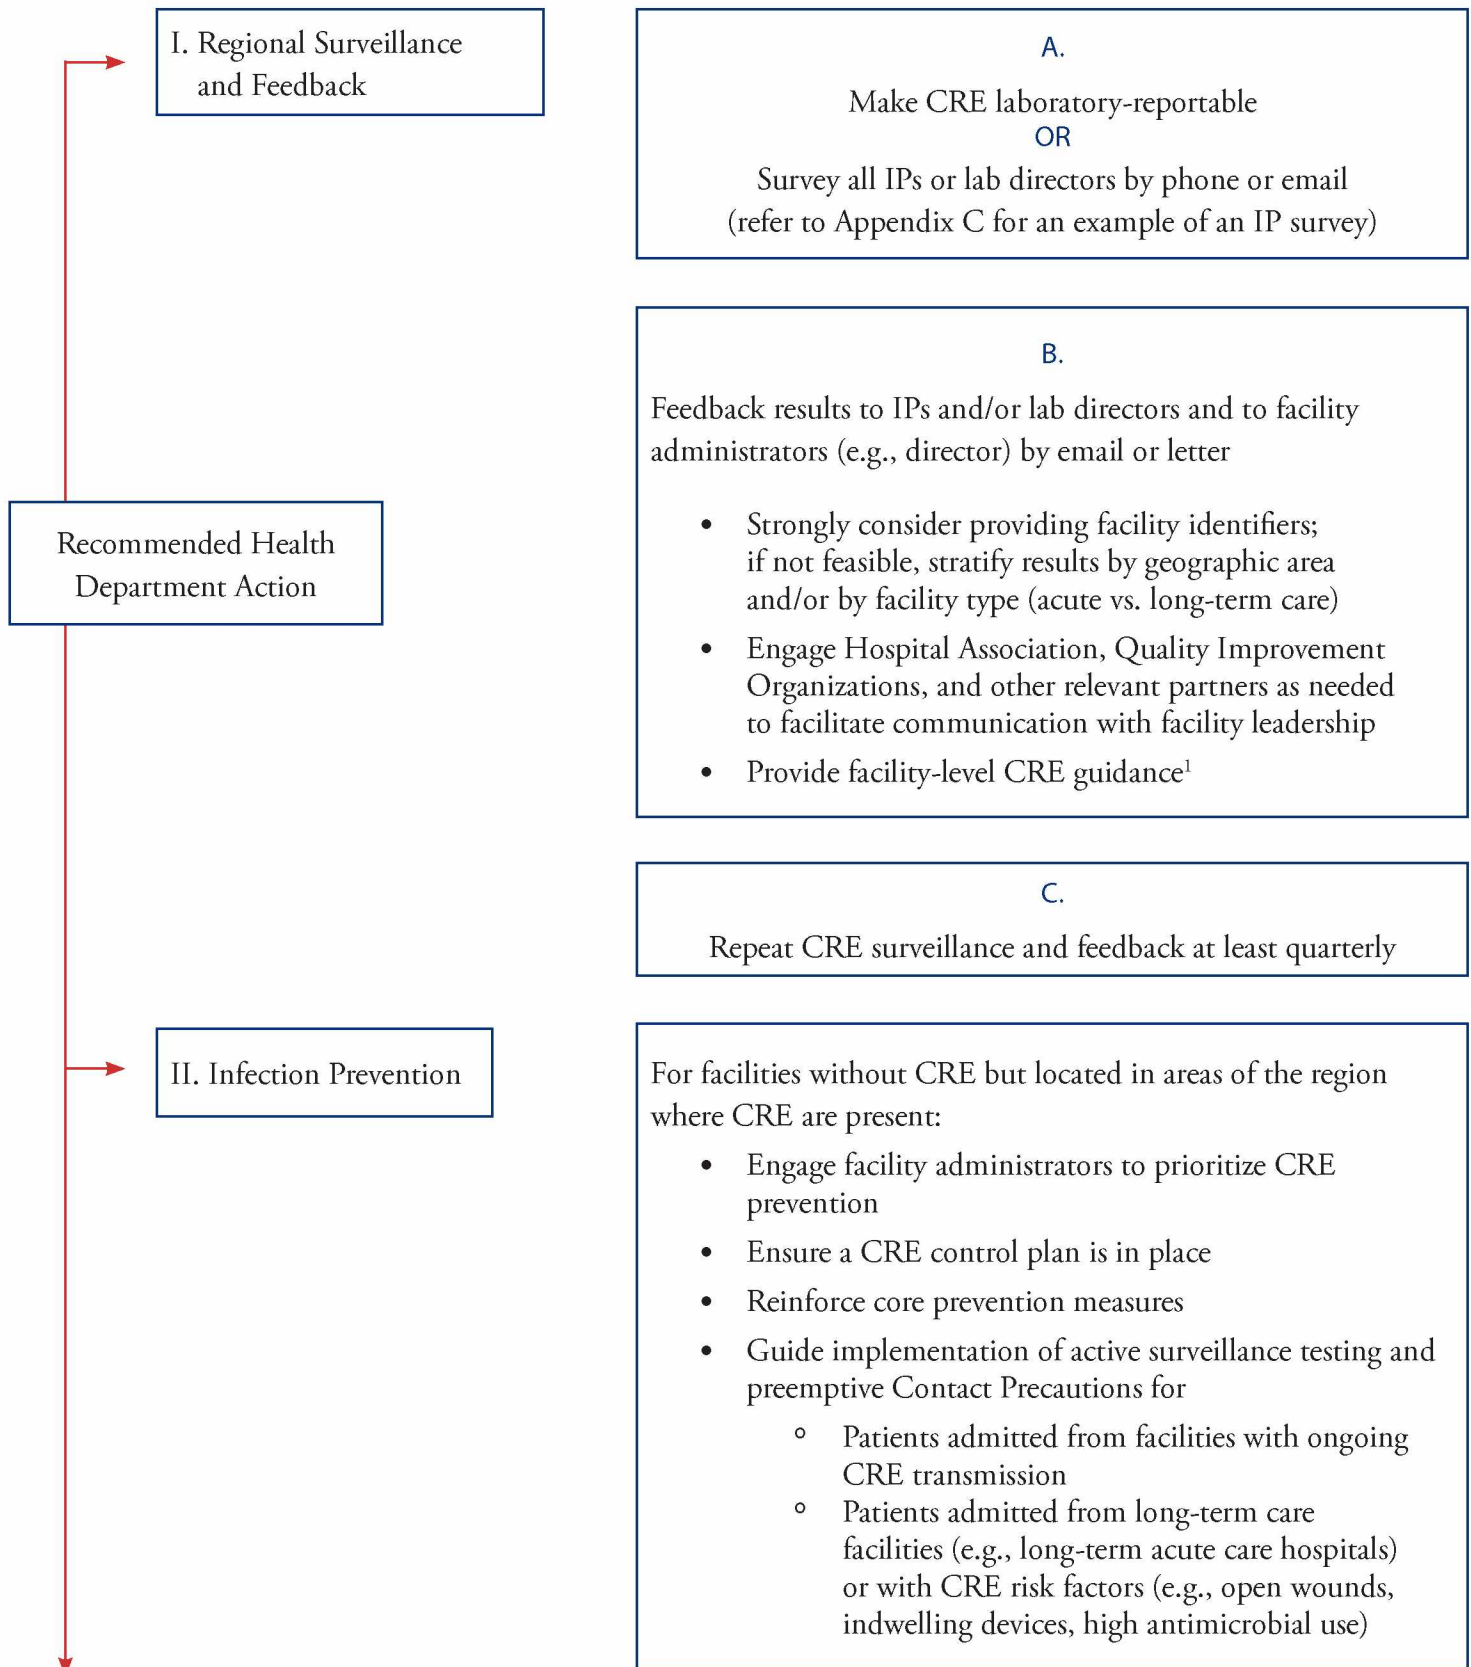 I. Regional Surveillance
and Feedback
A.
Make CRE laboratory-reportable
OR
Survey all IPs or lab directors by phone or email
(refer to Appendix C for an example of an IP survey)
B.
Feedback results to IPs and/or lab directors and to facility
administrators (e.g., director) by email or letter
• Strongly consider providing facility identifiers;
if not feasible, stratify results by geographic area
and/or by facility type (acute vs. long-term care)
• Engage Hospital Association, Quality Improvement
Organizations, and other relevant partners as needed
to facilitate communication with facility leadership
• Provide facility-level CRE guidance¹
Recommended Health
Department Action
C.
Repeat CRE surveillance and feedback at least quarterly
II. Infection Prevention
For facilities without CRE but located in areas of the region
where CRE are present:
• Engage facility administrators to prioritize CRE
prevention
• Ensure a CRE control plan is in place
• Reinforce core prevention measures
• Guide implementation of active surveillance testing and
preemptive Contact Precautions for
° Patients admitted from facilities with ongoing
CRE transmission
° Patients admitted from long-term care
facilities (e.g., long-term acute care hospitals)
or with CRE risk factors (e.g., open wounds,
indwelling devices, high antimicrobial use)